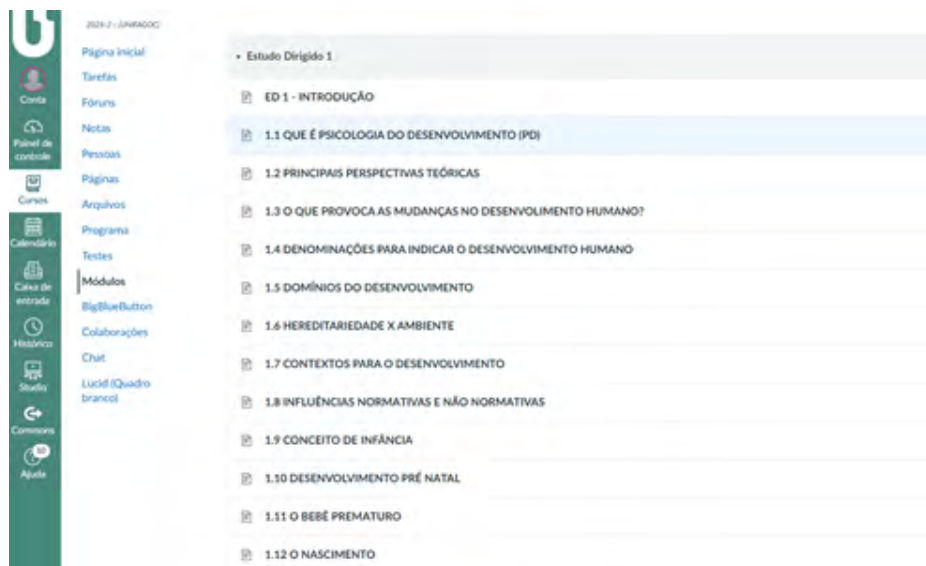 Conta
Painel de
controle
Cursos
Calendário
Caixa de
entrada
Histórico
Studio
Commons
10
Ajuda
Página inicial
Tarefas
Fóruns
Notas
Pessoas
Páginas
Arquivos
Programa
Testes
Módulos
BigBlueButton
Colaborações
Chat
Lucid (Quadro
branco)
Estudo Dirigido 1
ED 1 - INTRODUÇÃO
1.1 QUE É PSICOLOGIA DO DESENVOLVIMENTO (PD)
1.2 PRINCIPAIS PERSPECTIVAS TEÓRICAS
1.3 O QUE PROVOCA AS MUDANÇAS NO DESENVOLIMENTO HUMANO?
1.4 DENOMINAÇÕES PARA INDICAR O DESENVOLVIMENTO HUMANO
1.5 DOMÍNIOS DO DESENVOLVIMENTO
1.6 HEREDITARIEDADE X AMBIENTE
1.7 CONTEXTOS PARA O DESENVOLVIMENTO
1.8 INFLUÊNCIAS NORMATIVAS E NÃO NORMATIVAS
1.9 CONCEITO DE INFÂNCIA
1.10 DESENVOLVIMENTO PRÉ NATAL
1.11 O BEBÊ PREMATURO
1.12 O NASCIMENTO